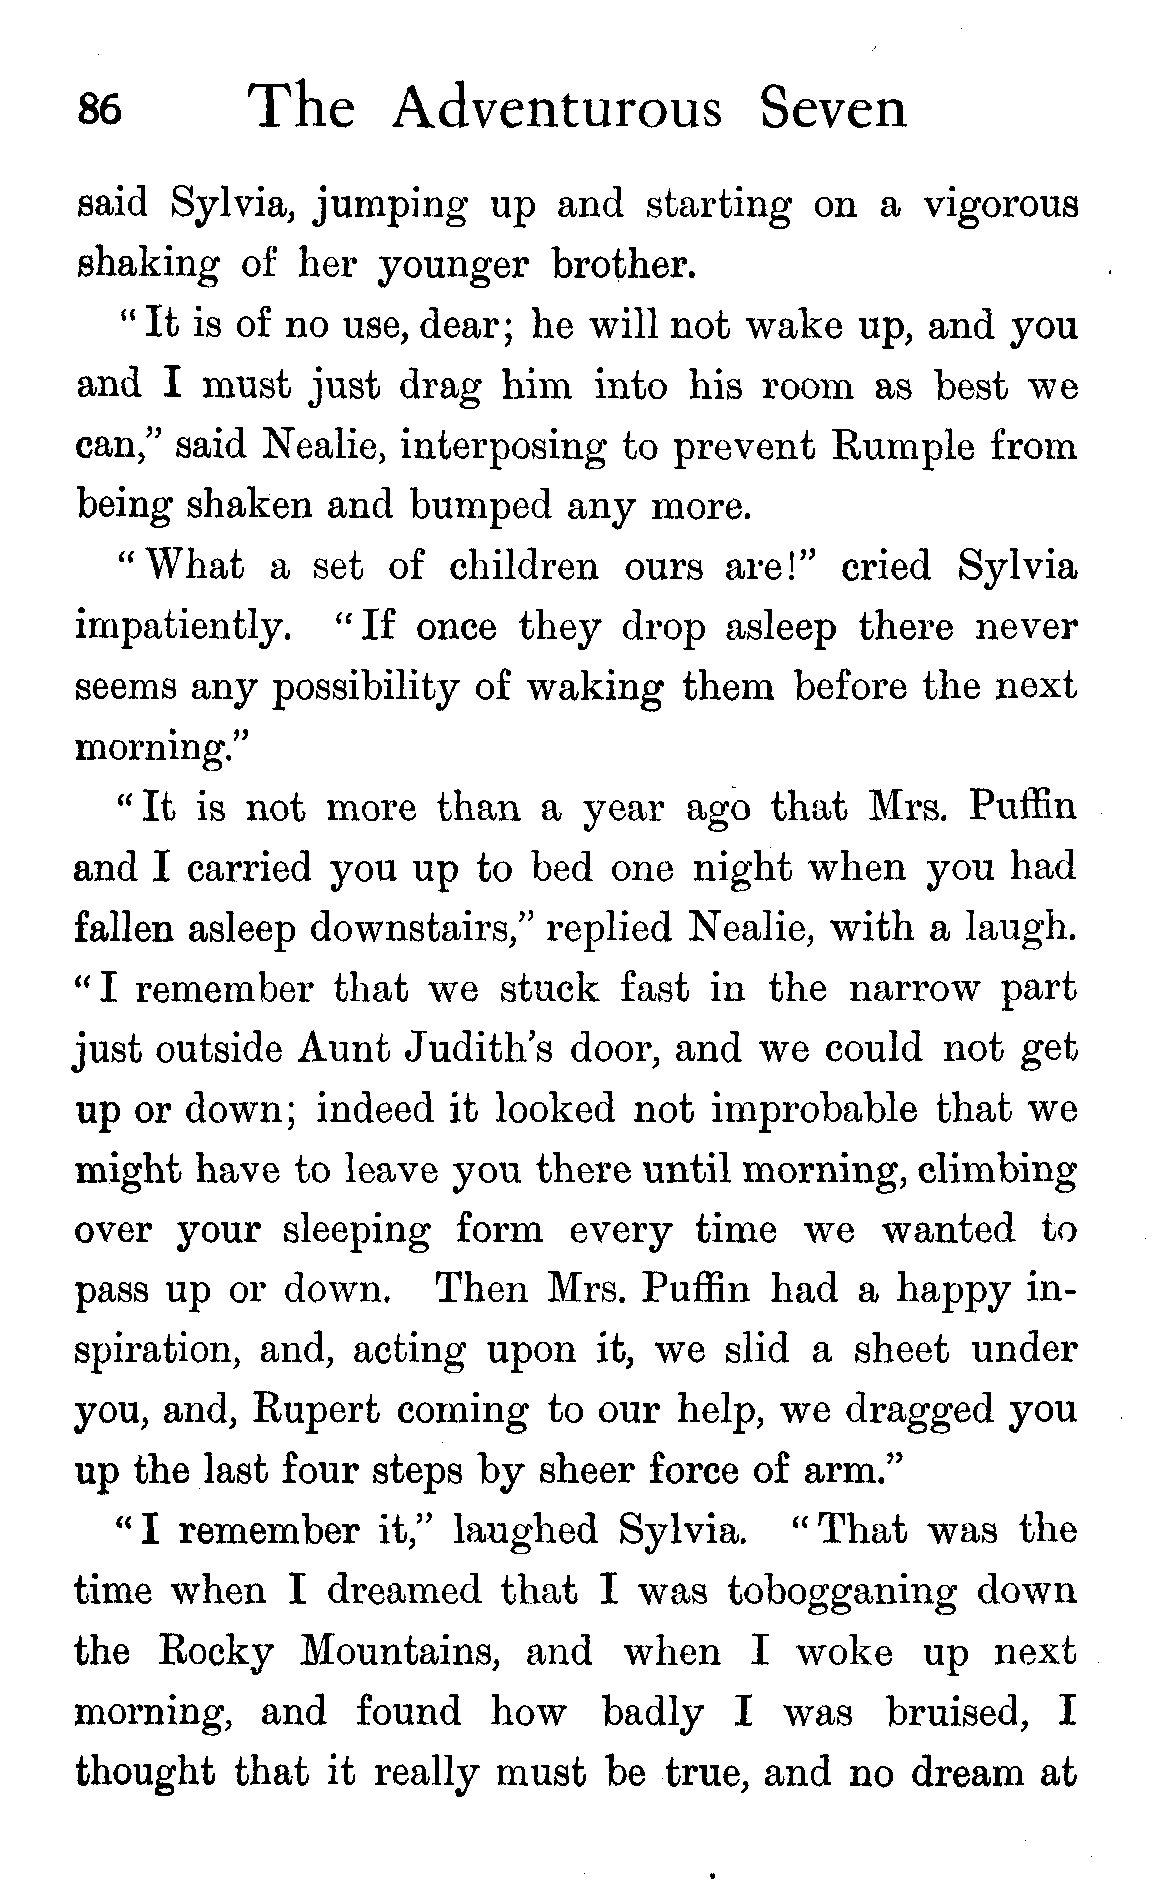 86 The Adventurous Seven
said Sylvia, jumping up and starting on a vigorous
shaking of her younger brother.
"It is of no use, dear; he will not wake up, and you
and I must just drag him into his room as best we
can," said Nealie, interposing to prevent Rumple from
being shaken and bumped any more.
"What a set of children ours are!" cried Sylvia
impatiently. "If once they drop asleep there never
seems any possibility of waking them before the next
morning."
"It is not more than a year ago that Mrs. Puffin
and I carried you up to bed one night when you had
fallen asleep downstairs," replied Nealie, with a laugh.
"I remember that we stuck fast in the narrow part
just outside Aunt Judith's door, and we could not get
up or down; indeed it looked not improbable that we
might have to leave you there until morning, climbing
over your sleeping form every time we wanted to
pass up or down. Then Mrs. Puffin had a happy in-
spiration, and, acting upon it, we slid a sheet under
you, and, Rupert coming to our help, we dragged you
up the last four steps by sheer force of arm."
"I remember it," laughed Sylvia. "That was the
time when I dreamed that I was tobogganing down
the Rocky Mountains, and when I woke up next
morning, and found how badly I was bruised, I
thought that it really must be true, and no dream at